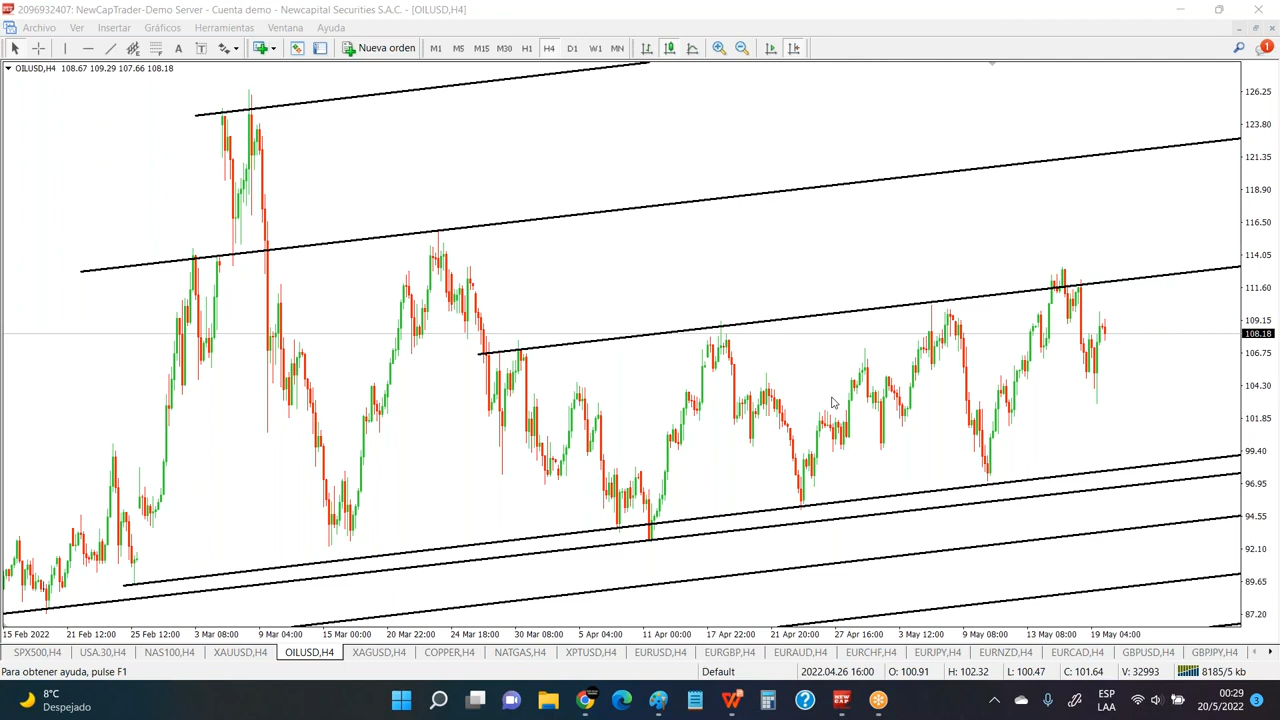 2096932407: NewCapTrader-Demo Server - Cuenta demo - Newcapital Securities S.A.C. - [OILUSD,H4]
Archivo Ver Insertar Gráficos Herramientas Ventana Ayuda
A T Nueva orden M1 M5 M15 M30 H1 H4 D1 W1 MN 1
OILUSD,H4 108.67 109.29 107.66 108.18
126.25
123.80
121.35
118.90
116.50
114.05
111.60
109.15
108.18
106.75
104.30
101.85
99.40
96.95
94.55
92.10
89.65
87.20
15 Feb 2022 21 Feb 12:00 25 Feb 12:00 3 Mar 08:00 9 Mar 04:00 15 Mar 00:00 20 Mar 22:00 24 Mar 18:00 30 Mar 08:00 5 Apr 04:00 11 Apr 00:00 17 Apr 22:00 21 Apr 20:00 27 Apr 16:00 3 May 12:00 9 May 08:00 13 May 08:00 19 May 04:00
SPX500,H4 USA.30,H4 NAS100,H4 XAUUSD,H4 OILUSD,H4 XAGUSD,H4 COPPER,H4 NATGAS,H4 XPTUSD,H4 EURUSD,H4 EURGBP,H4 EURAUD,H4 EURCHF,H4 EURJPY,H4 EURNZD,H4 EURCAD,H4 GBPUSD,H4 GBPJPY,H4
Para obtener ayuda, pulse F1 Default 2022.04.26 16:00 O: 100.91 H: 102.32 L: 100.47 C: 101.64 V: 32993 8185/5 kb
8°C
Despejado
ESP
LAA
00:29
20/5/2022
3